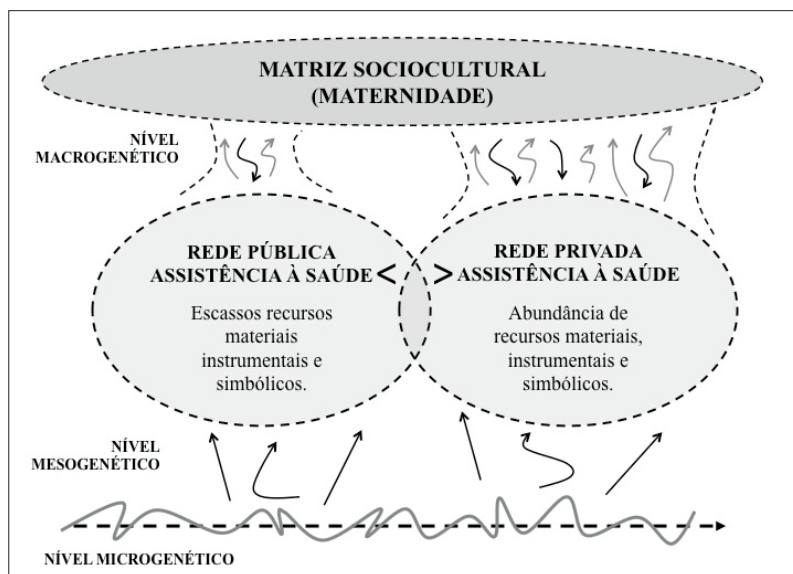 MATRIZ SOCIOCULTURAL
(MATERNIDADE)
NÍVEL
MACROGENÉTICO
REDE PÚBLICA
ASSISTÊNCIA À SAÚDE
Escassos recursos
materiais
instrumentais e
simbólicos.
< >
REDE PRIVADA
ASSISTÊNCIA À SAÚDE
Abundância de
recursos materiais,
instrumentais e
simbólicos.
NÍVEL
MESOGENÉTICO
NÍVEL MICROGENÉTICO